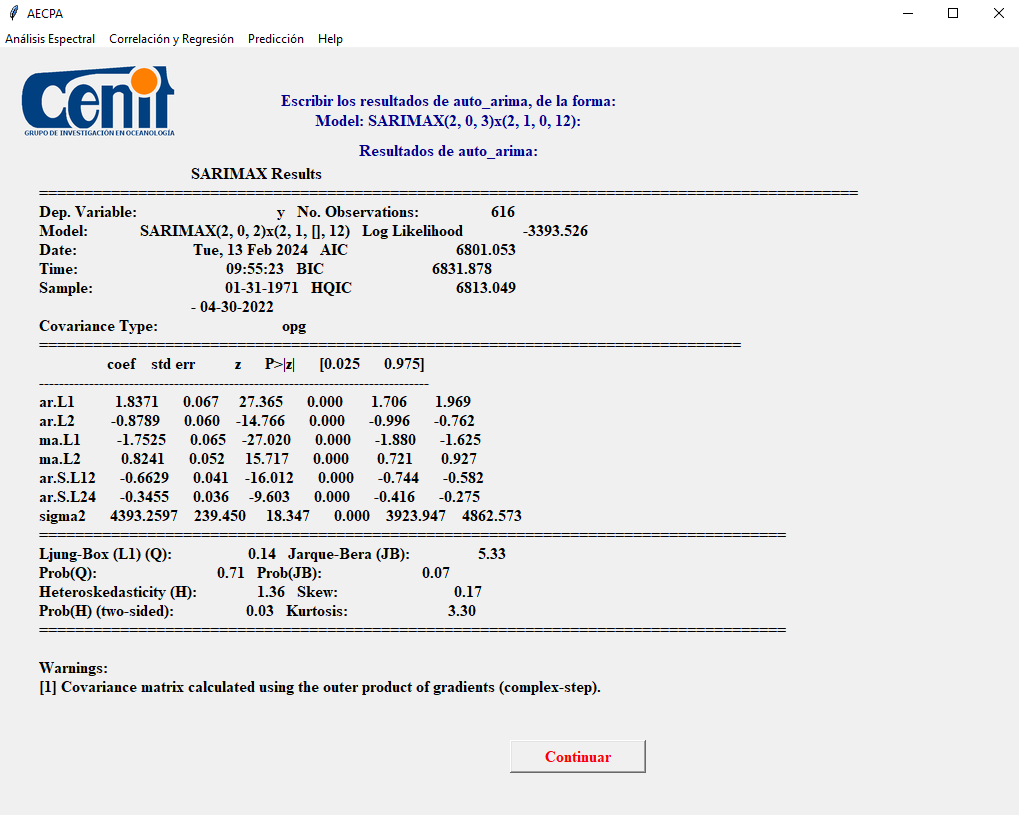 AECPA
Análisis Espectral Correlación y Regresión Predicción Help
Cenit
GRUPO DE INVESTIGACIÓN EN OCEANOLOGÍA
Escribir los resultados de auto_arima, de la forma:
Model: SARIMAX(2, 0, 3)x(2, 1, 0, 12):
Resultados de auto_arima:
SARIMAX Results
==============================================================================
Dep. Variable: y No. Observations: 616
Model: SARIMAX(2, 0, 2)x(2, 1, [], 12) Log Likelihood -3393.526
Date: Tue, 13 Feb 2024 AIC 6801.053
Time: 09:55:23 BIC 6831.878
Sample: 01-31-1971 HQIC 6813.049
- 04-30-2022
Covariance Type: opg
==============================================================================
coef std err z P>|z| [0.025 0.975]
------------------------------------------------------------------------------
ar.L1 1.8371 0.067 27.365 0.000 1.706 1.969
ar.L2 -0.8789 0.060 -14.766 0.000 -0.996 -0.762
ma.L1 -1.7525 0.065 -27.020 0.000 -1.880 -1.625
ma.L2 0.8241 0.052 15.717 0.000 0.721 0.927
ar.S.L12 -0.6629 0.041 -16.012 0.000 -0.744 -0.582
ar.S.L24 -0.3455 0.036 -9.603 0.000 -0.416 -0.275
sigma2 4393.2597 239.450 18.347 0.000 3923.947 4862.573
==============================================================================
Ljung-Box (L1) (Q): 0.14 Jarque-Bera (JB): 5.33
Prob(Q): 0.71 Prob(JB): 0.07
Heteroskedasticity (H): 1.36 Skew: 0.17
Prob(H) (two-sided): 0.03 Kurtosis: 3.30
==============================================================================
Warnings:
[1] Covariance matrix calculated using the outer product of gradients (complex-step).
Continuar